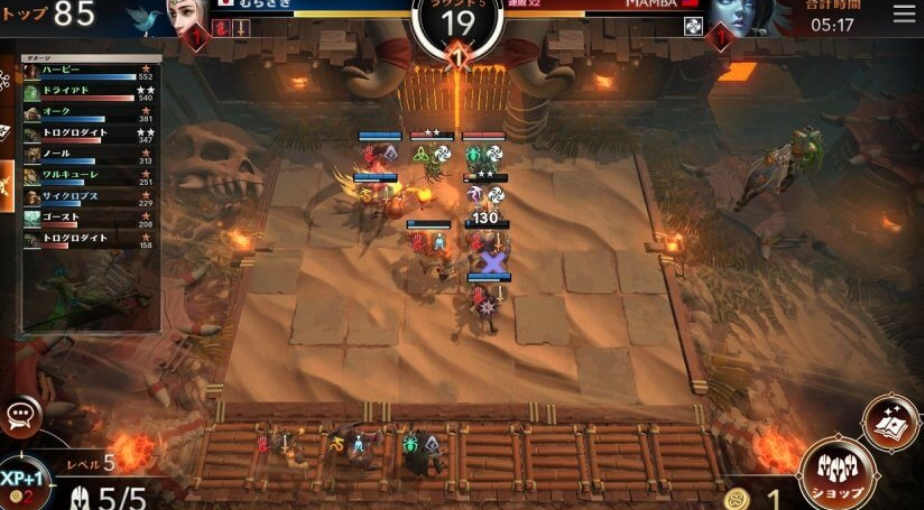 トップ 85
むらさき
ラウンド 5
19
連敗 x2
MAMBA
合計時間
05:17
1
1
1
ダメージ
ハーピー
552
ドライアド
540
オーク
381
トログロダイト
347
ノール
313
ワルキューレ
251
サイクロプス
229
ゴースト
208
トログロダイト
158
130
レベル 5
XP+1
2
5/5
1
ショップ